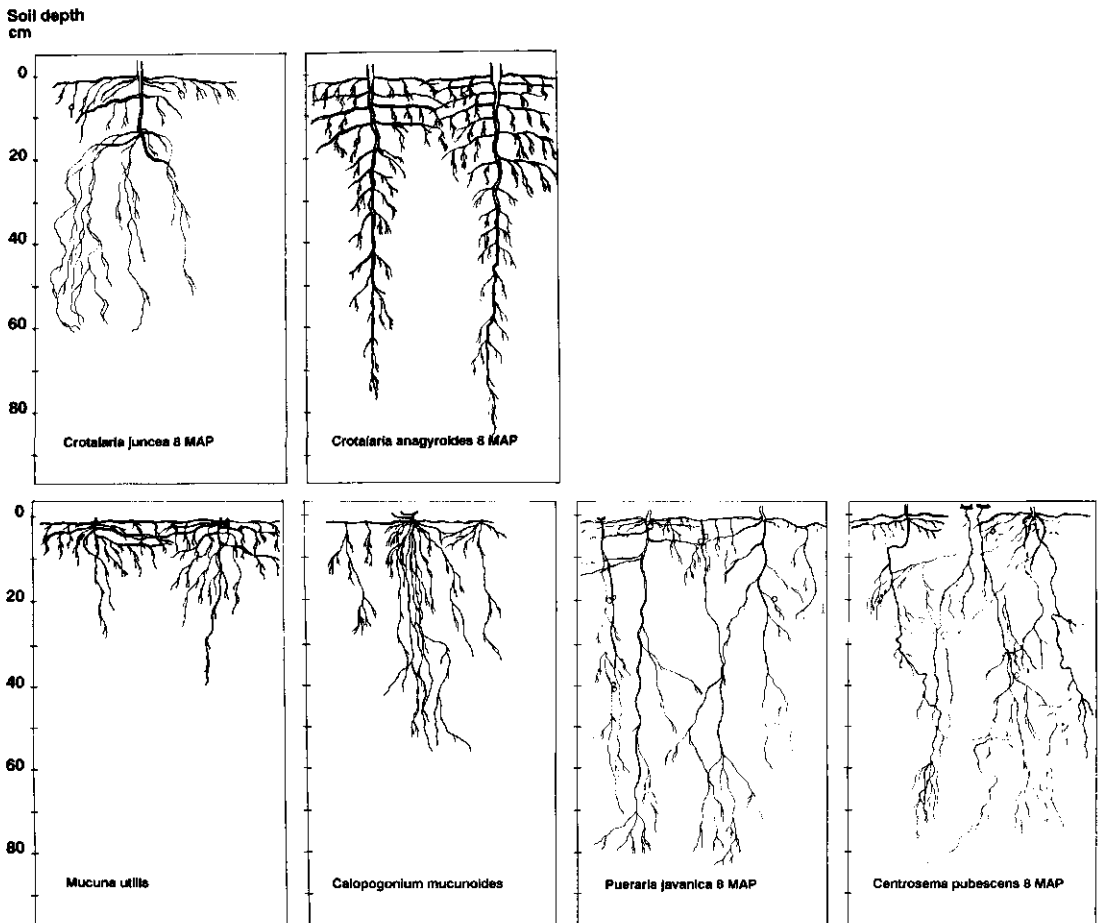 Soil depth
cm
0
20
40
60
80
Crotalaria juncea 8 MAP
Crotalaria anagyroides 8 MAP
0
20
40
60
80
Mucuna utilis
Calopogonium mucunoides
Pueraria javanica 8 MAP
Centrosema pubescens 8 MAP